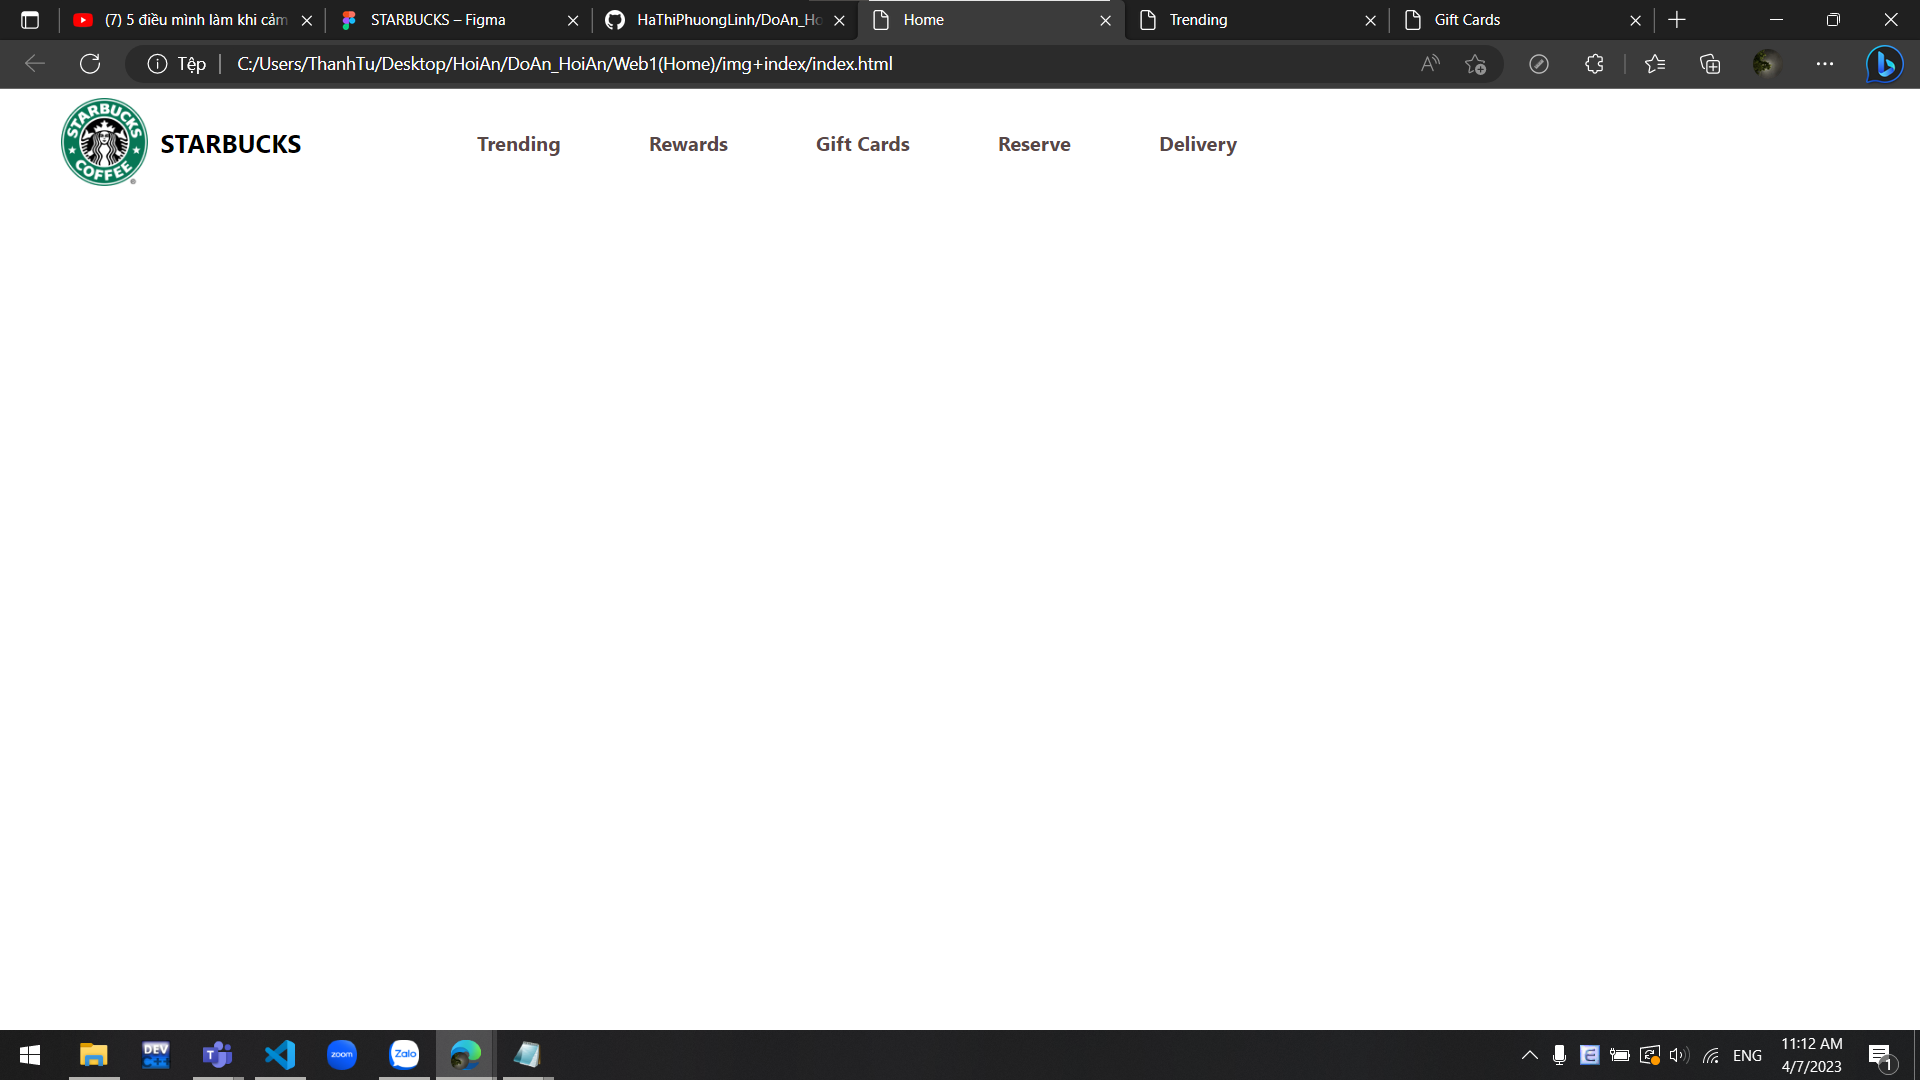 (7) 5 điều mình làm khi cảm
STARBUCKS – Figma
HaThiPhuongLinh/DoAn_Ho
Home
Trending
Gift Cards
Tệp
C:/Users/ThanhTu/Desktop/HoiAn/DoAn_HoiAn/Web1(Home)/img+index/index.html
STARBUCKS
COFFEE
STARBUCKS
Trending
Rewards
Gift Cards
Reserve
Delivery
DEV
C++
T
zoom
Zalo
E
ENG
11:12 AM
4/7/2023
1